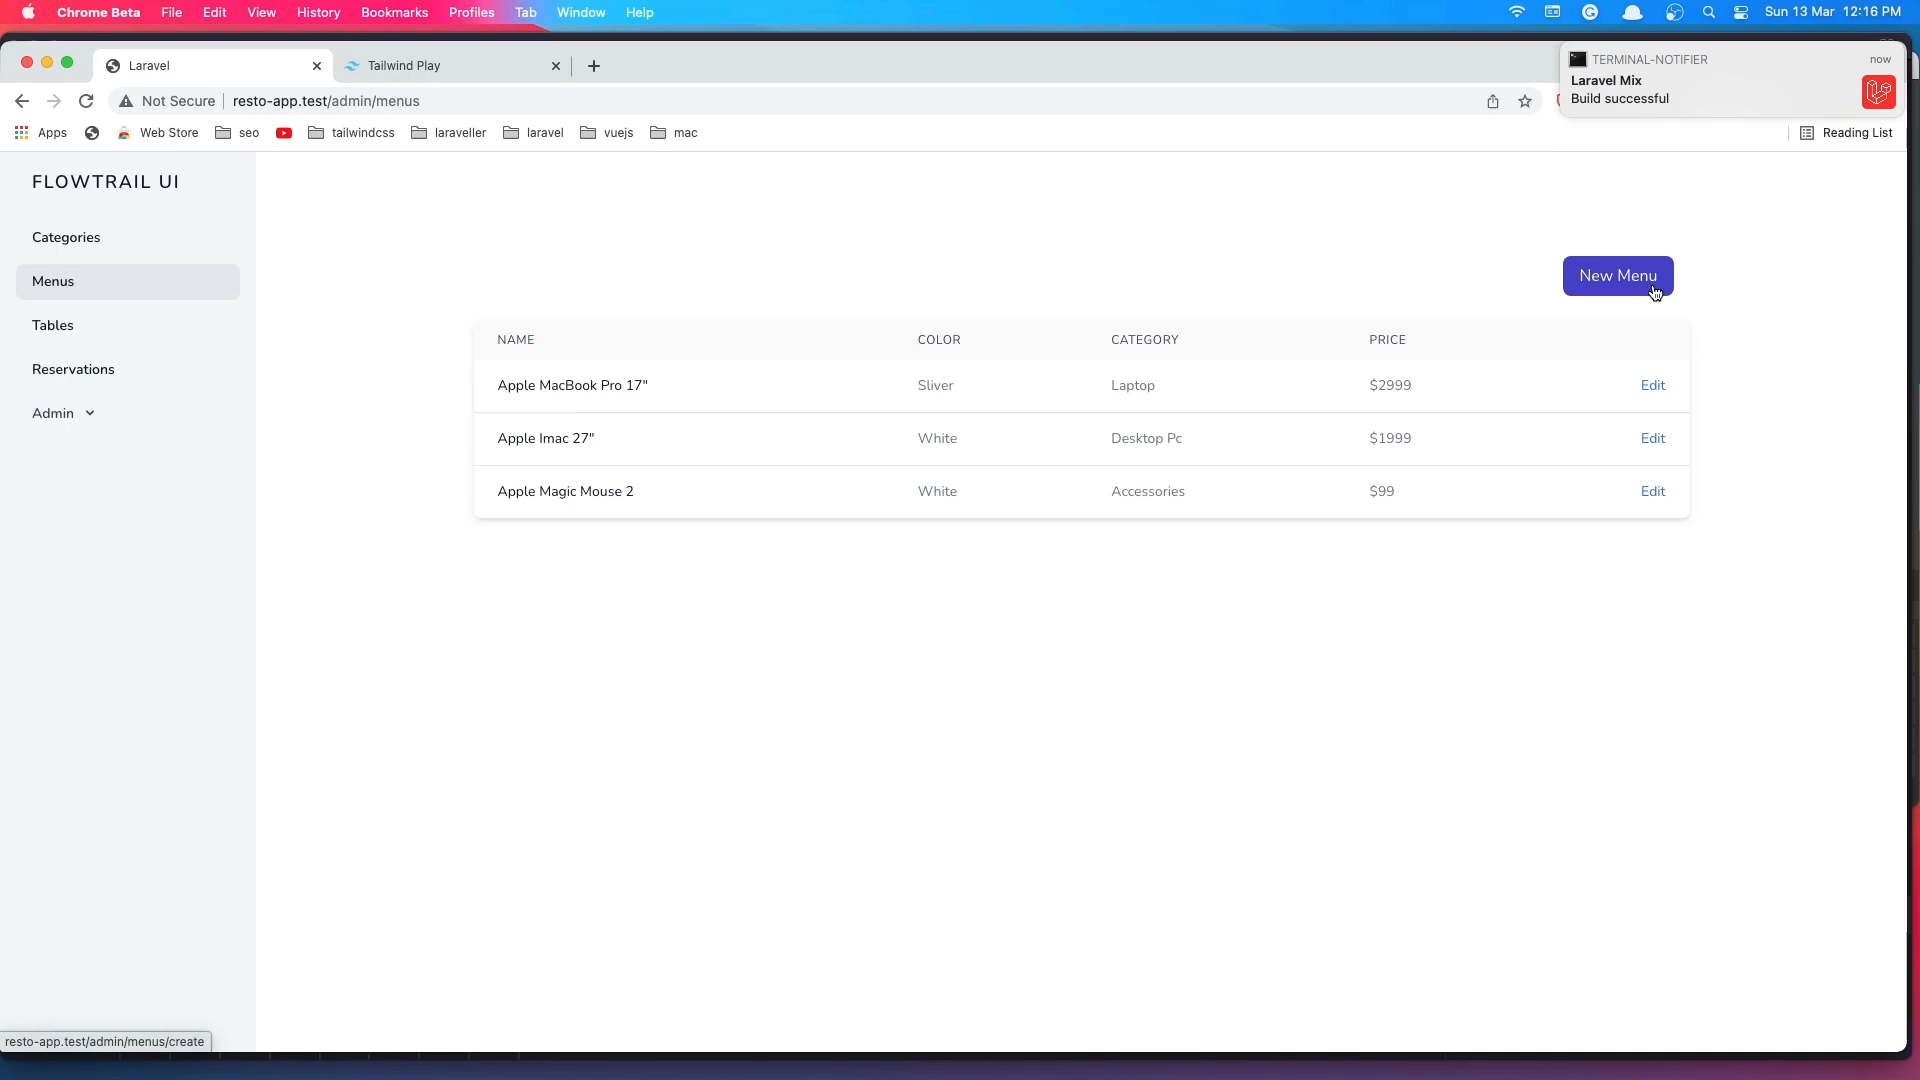 Chrome Beta File Edit View History Bookmarks Profiles Tab Window Help Sun 13 Mar 12:16 PM
Laravel Tailwind Play
TERMINAL-NOTIFIER now
Laravel Mix
Build successful
Not Secure resto-app.test/admin/menus
Apps Web Store seo tailwindcss laraveller laravel vuejs mac Reading List
FLOWTRAIL UI
Categories
Menus
Tables
Reservations
Admin
New Menu
NAME COLOR CATEGORY PRICE
Apple MacBook Pro 17" Sliver Laptop $2999 Edit
Apple Imac 27" White Desktop Pc $1999 Edit
Apple Magic Mouse 2 White Accessories $99 Edit
resto-app.test/admin/menus/create